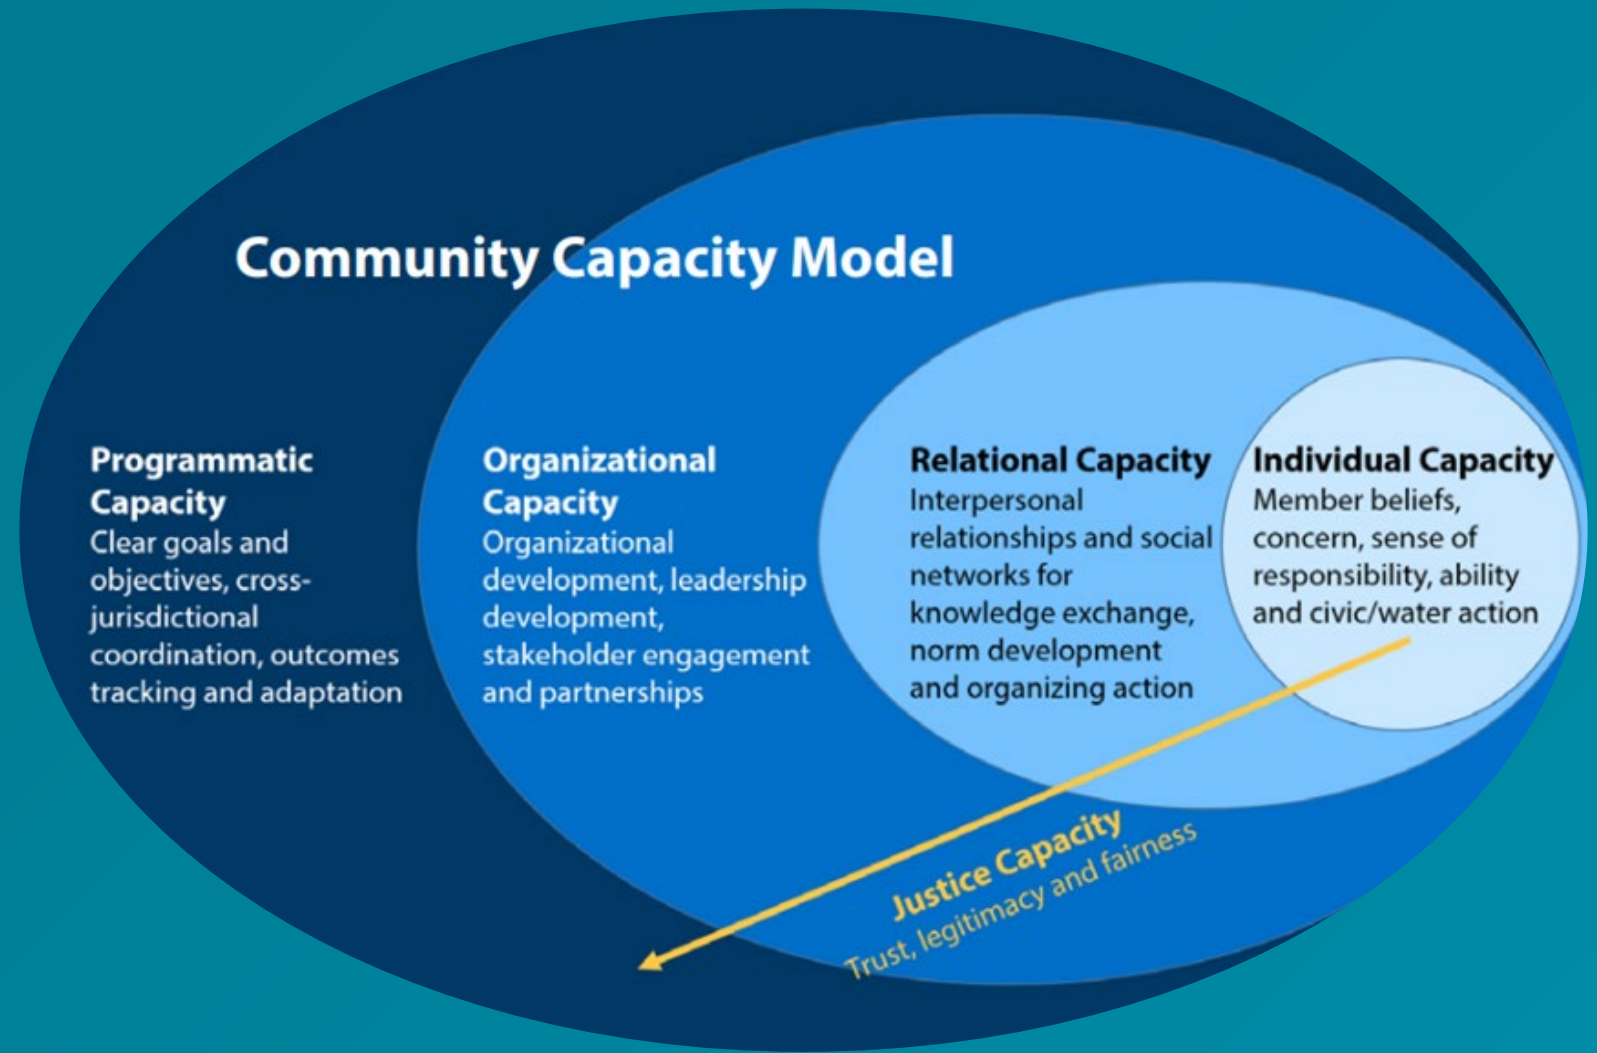 Community Capacity Model
Programmatic
Capacity
Clear goals and
objectives, cross-
jurisdictional
coordination, outcomes
tracking and adaptation
Organizational
Capacity
Organizational
development, leadership
development,
stakeholder engagement
and partnerships
Relational Capacity
Interpersonal
relationships and social
networks for
knowledge exchange,
norm development
and organizing action
Individual Capacity
Member beliefs,
concern, sense of
responsibility, ability
and civic/water action
Justice Capacity
Trust, legitimacy and fairness